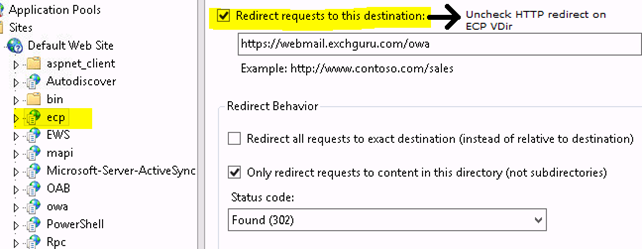 Application Pools
Sites
Default Web Site
aspnet_client
Autodiscover
bin
ecp
EWS
mapi
Microsoft-Server-ActiveSync
OAB
owa
PowerShell
Rpc
Redirect requests to this destination:
Uncheck HTTP redirect on
ECP VDir
https://webmail.exchguru.com/owa
Example: http://www.contoso.com/sales
Redirect Behavior
Redirect all requests to exact destination (instead of relative to destination)
Only redirect requests to content in this directory (not subdirectories)
Status code:
Found (302)